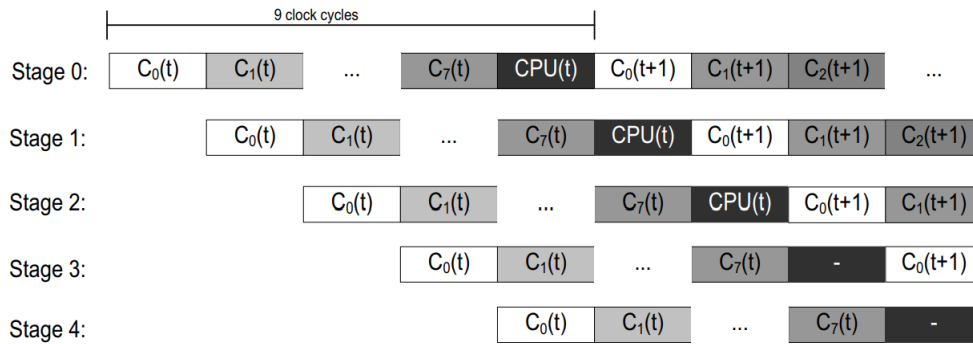 9 clock cycles
Stage 0: C₀(t) C₁(t) ... C₇(t) CPU(t) C₀(t+1) C₁(t+1) C₂(t+1) ...
Stage 1: C₀(t) C₁(t) ... C₇(t) CPU(t) C₀(t+1) C₁(t+1) C₂(t+1)
Stage 2: C₀(t) C₁(t) ... C₇(t) CPU(t) C₀(t+1) C₁(t+1)
Stage 3: C₀(t) C₁(t) ... C₇(t) - C₀(t+1)
Stage 4: C₀(t) C₁(t) ... C₇(t) -